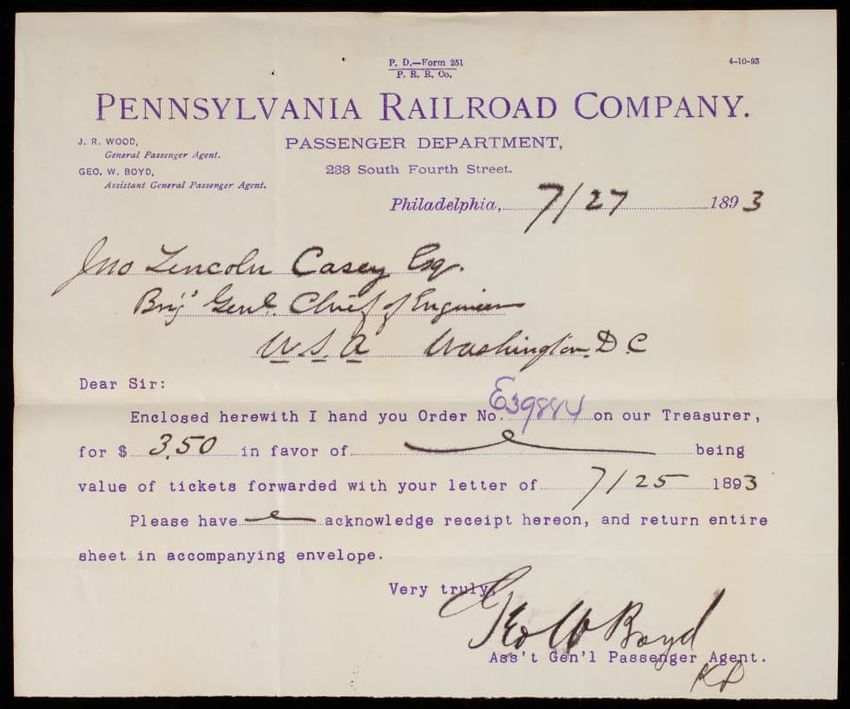 P. D.—Form 251
P. R. R. Co.
4-10-93
PENNSYLVANIA RAILROAD COMPANY.
J. R. WOOD,
General Passenger Agent.
GEO. W. BOYD,
Assistant General Passenger Agent.
PASSENGER DEPARTMENT,
233 South Fourth Street.
Philadelphia, 7/27 1893
Jno Lincoln Casey Esq.
Brig' Genl. Chief of Engineers
U.S.A Washington. D.C
Dear Sir:
Enclosed herewith I hand you Order No. E39884 on our Treasurer,
for $ 3.50 in favor of being
value of tickets forwarded with your letter of 7/25 1893
Please have acknowledge receipt hereon, and return entire
sheet in accompanying envelope.
Very truly,
Geo W Boyd
Ass't Gen'l Passenger Agent.